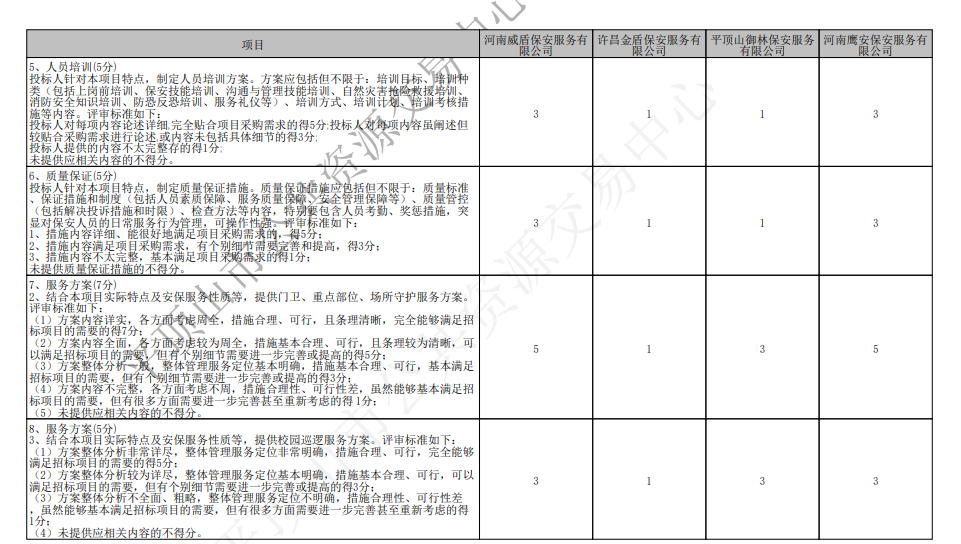 项目
河南威盾保安服务有
限公司
许昌金盾保安服务有
限公司
平顶山御林保安服务
有限公司
河南鹰安保安服务有
限公司
5、人员培训(5分)
投标人针对本项目特点，制定人员培训方案。方案应包括但不限于：培训目标、培训种
类（包括上岗前培训、保安技能培训、沟通与管理技能培训、自然灾害抢险救援培训、
消防安全知识培训、防恐反恐培训、服务礼仪等）、培训方式、培训计划、培训考核措
施等内容。评审标准如下：
投标人对每项内容论述详细,完全贴合项目采购需求的得5分;投标人对每项内容虽阐述但
较贴合采购需求进行论述,或内容未包括具体细节的得3分;
投标人提供的内容不太完整存的得1分;
未提供应相关内容的不得分。
3
1
1
3
6、质量保证(5分)
投标人针对本项目特点，制定质量保证措施。质量保证措施应包括但不限于：质量标准
、保证措施和制度（包括人员素质保障、服务质量保障、安全管理保障等）、质量管控
（包括解决投诉措施和时限）、检查方法等内容，特别要包含人员考勤、奖惩措施，突
显对保安人员的日常服务行为管理，可操作性强。评审标准如下：
1、措施内容详细、能很好地满足项目采购需求的，得5分；
2、措施内容满足项目采购需求，有个别细节需要完善和提高，得3分；
3、措施内容不太完整，基本满足项目采购需求的得1分；
未提供质量保证措施的不得分。
3
1
1
3
7、服务方案(7分)
2、结合本项目实际特点及安保服务性质等，提供门卫、重点部位、场所守护服务方案。
评审标准如下：
（1）方案内容详实，各方面考虑周全，措施合理、可行，且条理清晰，完全能够满足招
标项目的需要的得7分；
（2）方案内容全面，各方面考虑较为周全，措施基本合理、可行，且条理较为清晰，可
以满足招标项目的需要，但有个别细节需要进一步完善或提高的得5分；
（3）方案整体分析一般，整体管理服务定位基本明确，措施基本合理、可行，基本满足
招标项目的需要，但有个别细节需要进一步完善或提高的得3分；
（4）方案内容不完整，各方面考虑不周，措施合理性、可行性差，虽然能够基本满足招
标项目的需要，但有很多方面需要进一步完善甚至重新考虑的得 1分；
（5）未提供应相关内容的不得分。
5
1
3
5
8、服务方案(5分)
3、结合本项目实际特点及安保服务性质等，提供校园巡逻服务方案。评审标准如下：
（1）方案整体分析非常详尽，整体管理服务定位非常明确，措施合理、可行，完全能够
满足招标项目的需要的得5分；
（2）方案整体分析较为详尽，整体管理服务定位基本明确，措施基本合理、可行，可以
满足招标项目的需要，但有个别细节需要进一步完善或提高的得3分；
（3）方案整体分析不全面、粗略，整体管理服务定位不明确，措施合理性、可行性差
，虽然能够基本满足招标项目的需要，但有很多方面需要进一步完善甚至重新考虑的得
1分；
（4）未提供应相关内容的不得分。
3
1
3
3
平顶山市公共资源交易中心
平顶山市公共资源交易中心